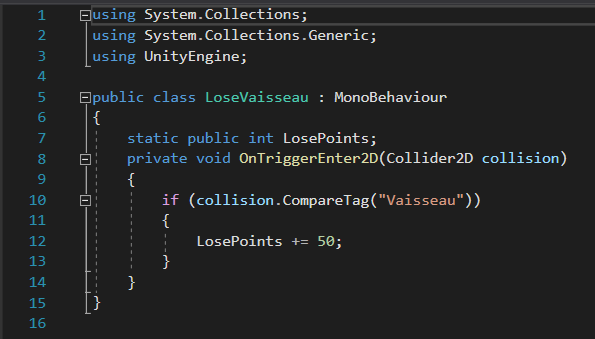 1 using System.Collections;
2 using System.Collections.Generic;
3 using UnityEngine;
4
5 public class LoseVaisseau : MonoBehaviour
6 {
7     static public int LosePoints;
8     private void OnTriggerEnter2D(Collider2D collision)
9     {
10         if (collision.CompareTag("Vaisseau"))
11         {
12             LosePoints += 50;
13         }
14     }
15 }
16